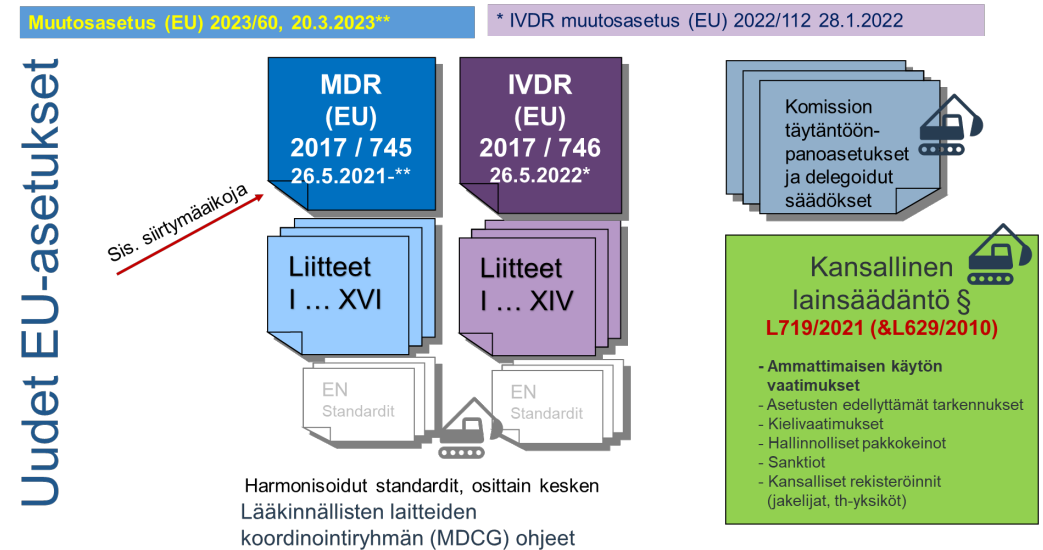 Muutosasetus (EU) 2023/60, 20.3.2023**
* IVDR muutosasetus (EU) 2022/112 28.1.2022
Uudet EU-asetukset
Sis. siirtymäaikoja
MDR
(EU)
2017 / 745
26.5.2021-**
IVDR
(EU)
2017 / 746
26.5.2022*
Liitteet
I … XVI
Liitteet
I … XIV
EN
Standardit
EN
Standardit
Harmonisoidut standardit, osittain kesken
Lääkinnällisten laitteiden
koordinointiryhmän (MDCG) ohjeet
Komission
täytäntöön-
panoasetukset
ja delegoidut
säädökset
Kansallinen
lainsäädäntö §
L719/2021 (&L629/2010)
- Ammattimaisen käytön
vaatimukset
- Asetusten edellyttämät tarkennukset
- Kielivaatimukset
- Hallinnolliset pakkokeinot
- Sanktiot
- Kansalliset rekisteröinnit
(jakelijat, th-yksiköt)